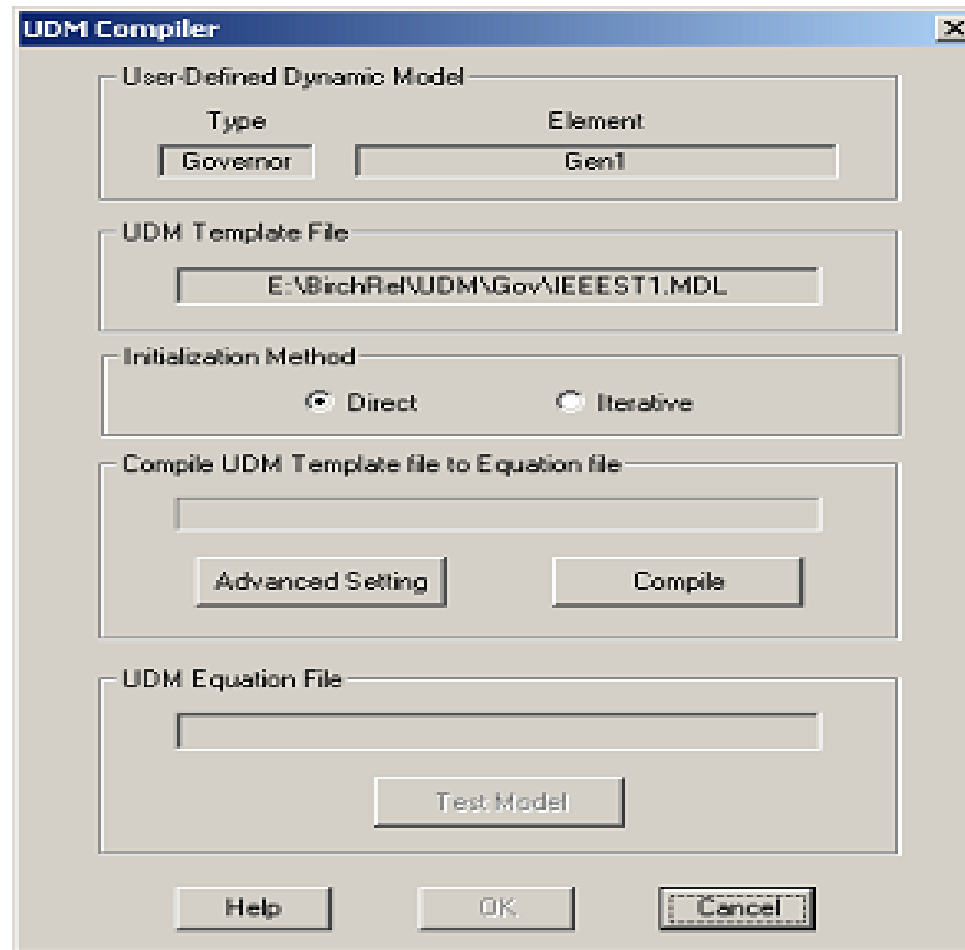 UDM Compiler
User-Defined Dynamic Model
Type Element
Governor Gen1
UDM Template File
E:\BirchRel\UDM\Gov\IEEEST1.MDL
Initialization Method
Direct Iterative
Compile UDM Template file to Equation file
Advanced Setting Compile
UDM Equation File
Test Model
Help OK Cancel